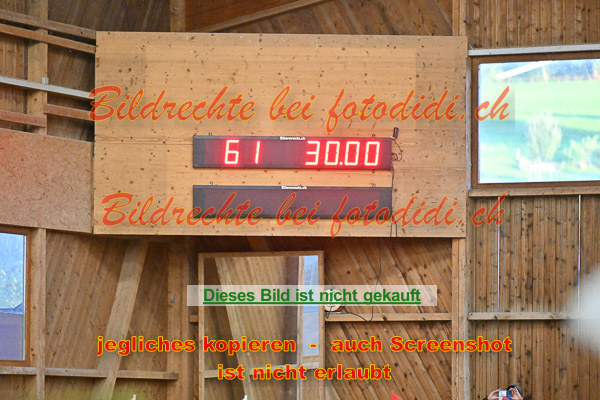 Bildrechte bei fotodidi.ch
61 30.00
Bildrechte bei fotodidi.ch
Dieses Bild ist nicht gekauft
jegliches kopieren - auch Screenshot
ist nicht erlaubt